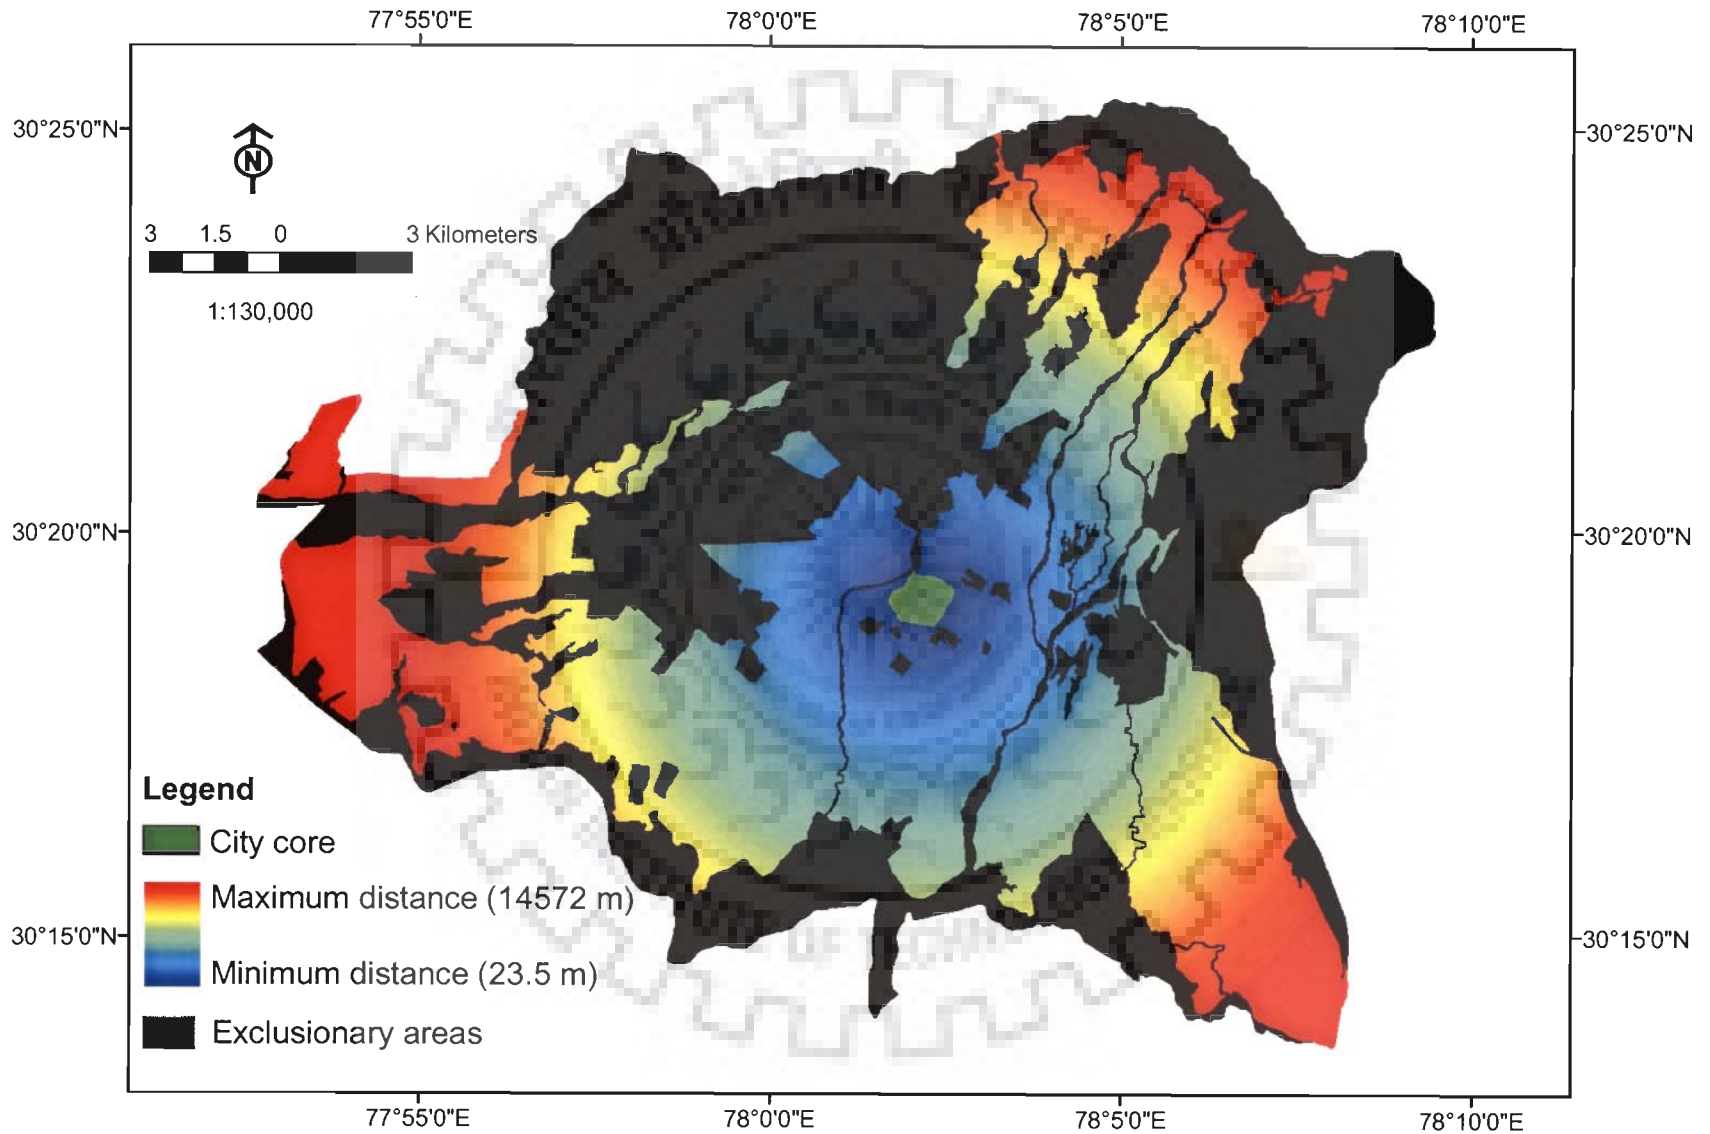 77°55'0"E 78°0'0"E 78°5'0"E 78°10'0"E
30°25'0"N 30°25'0"N
N
3 1.5 0 3 Kilometers
1:130,000
30°20'0"N 30°20'0"N
Legend
City core
Maximum distance (14572 m)
Minimum distance (23.5 m)
Exclusionary areas
30°15'0"N 30°15'0"N
77°55'0"E 78°0'0"E 78°5'0"E 78°10'0"E